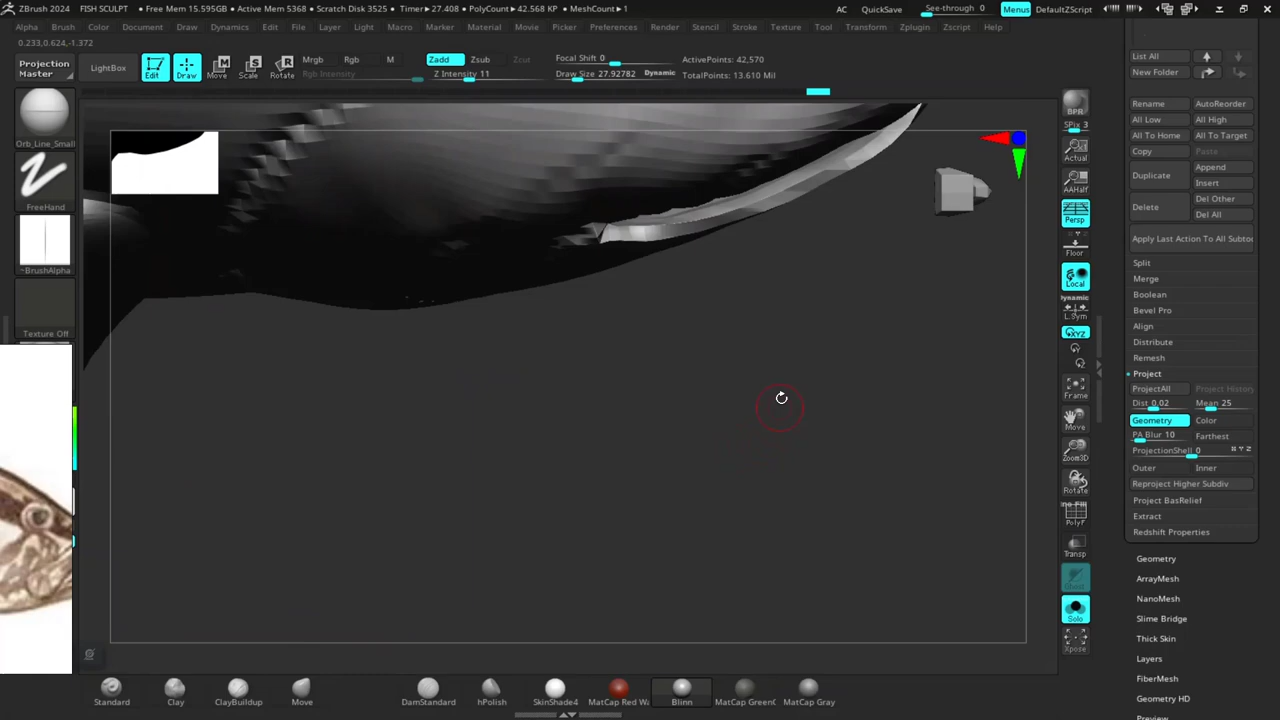 ZBrush 2024 FISH SCULPT ● Free Mem 15.595GB ● Active Mem 5368 ● Scratch Disk 3525 ● Timer▸27.408 ● PolyCount▸42.568 KP ● MeshCount▸1 AC QuickSave See-through 0 Menus DefaultZScript
Alpha Brush Color Document Draw Dynamics Edit File Layer Light Macro Marker Material Movie Picker Preferences Render Stencil Stroke Texture Tool Transform Zplugin Zscript Help
0.233,0.624,-1.372
Projection Master
LightBox
Edit
Draw
Move
Scale
Rotate
Mrgb Rgb M
Rgb Intensity
Zadd Zsub Zcut
Z Intensity 11
Focal Shift 0
Draw Size 27.92782 Dynamic
ActivePoints: 42,570
TotalPoints: 13.610 Mil
Orb_Line_Small
FreeHand
~BrushAlpha
Texture Off
BPR
SPix 3
Actual
AAHalf
Persp
Floor
Local
Dynamic
L.Sym
XYZ
Frame
Move
Zoom3D
Rotate
PolyF
Transp
Ghost
Solo
Xpose
List All
New Folder
Rename AutoReorder
All Low All High
All To Home All To Target
Copy Paste
Duplicate Append
Insert
Delete Del Other
Del All
Apply Last Action To All Subtoo
Split
Merge
Boolean
Bevel Pro
Align
Distribute
Remesh
Project
ProjectAll Project History
Dist 0.02 Mean 25
Geometry Color
PA Blur 10 Farthest
ProjectionShell 0 X Y Z
Outer Inner
Reproject Higher Subdiv
Project BasRelief
Extract
Redshift Properties
Geometry
ArrayMesh
NanoMesh
Slime Bridge
Thick Skin
Layers
FiberMesh
Geometry HD
Preview
Standard Clay ClayBuildup Move DamStandard hPolish SkinShade4 MatCap Red Wa Blinn MatCap GreenC MatCap Gray